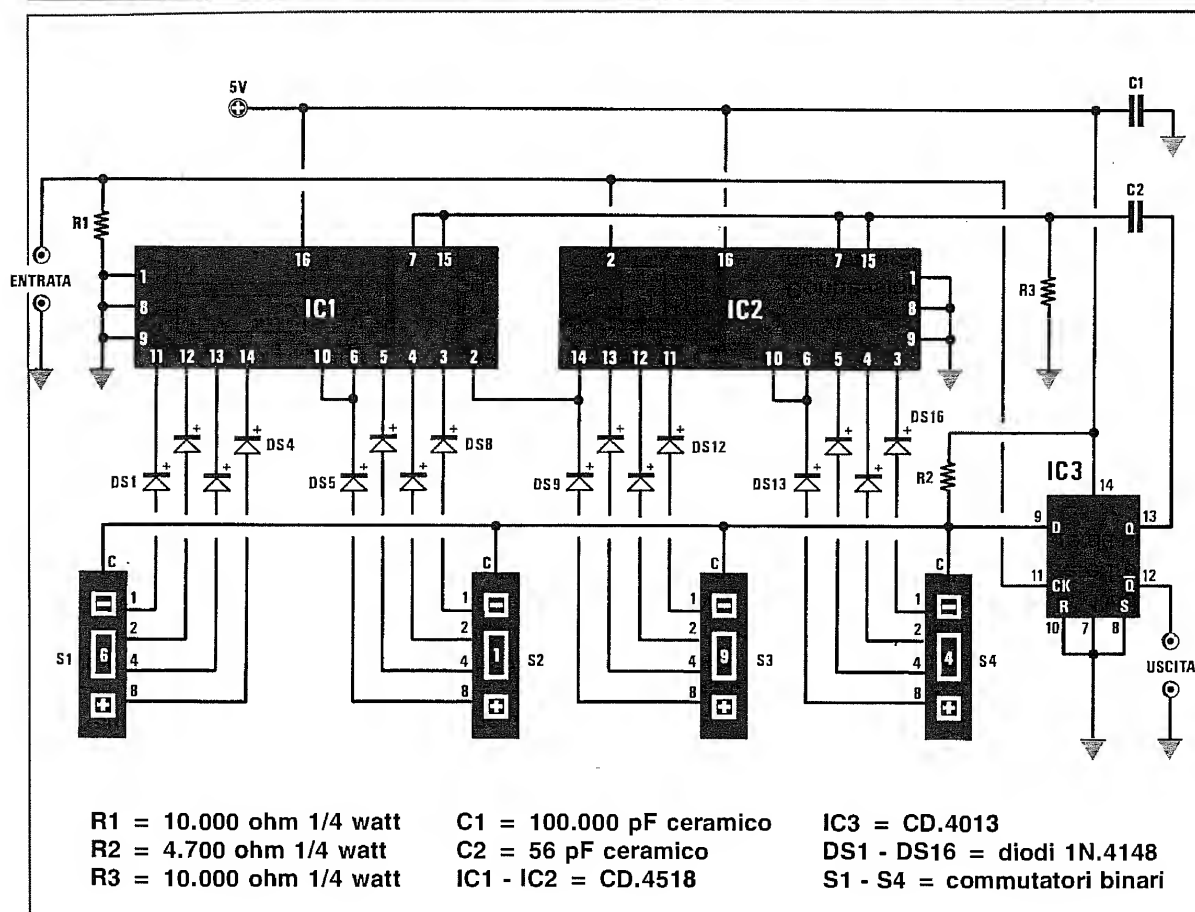 5V
C1
C2
R1
ENTRATA
16
7
15
2
16
7
15
1
8
9
IC1
IC2
1
8
9
R3
11
12
13
14
10
6
5
4
3
2
14
13
12
11
10
6
5
4
3
DS1
DS4
DS5
DS8
DS9
DS12
DS13
DS16
R2
IC3
14
9
D
Q
13
11
CK
Q
12
R
S
10
7
8
USCITA
C
1
2
4
8
S1
6
C
1
2
4
8
1
S2
C
1
2
4
8
9
S3
C
1
2
4
8
4
S4
R1 = 10.000 ohm 1/4 watt
R2 = 4.700 ohm 1/4 watt
R3 = 10.000 ohm 1/4 watt
C1 = 100.000 pF ceramico
C2 = 56 pF ceramico
IC1 - IC2 = CD.4518
IC3 = CD.4013
DS1 - DS16 = diodi 1N.4148
S1 - S4 = commutatori binari